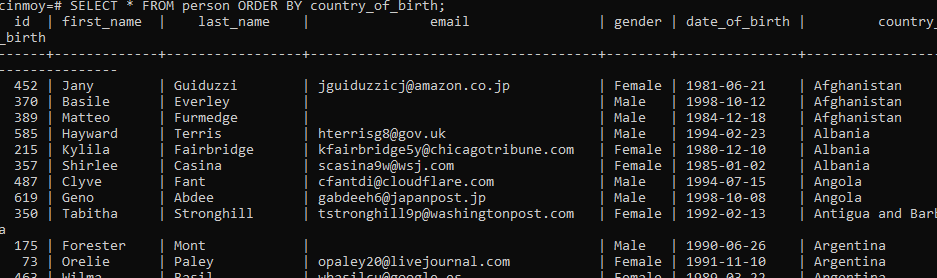 cinmoy=# SELECT * FROM person ORDER BY country_of_birth;
id | first_name | last_name | email | gender | date_of_birth | country_
_birth
-----+------------+-------------+------------------------------+--------+---------------+----------------
---------------
452 | Jany | Guiduzzi | jguiduzzicj@amazon.co.jp | Female | 1981-06-21 | Afghanistan
370 | Basile | Everley | | Male | 1998-10-12 | Afghanistan
389 | Matteo | Furmedge | | Male | 1984-12-18 | Afghanistan
585 | Hayward | Terris | hterrisg8@gov.uk | Male | 1994-02-23 | Albania
215 | Kylila | Fairbridge | kfairbridge5y@chicagotribune.com | Female | 1980-12-10 | Albania
357 | Shirlee | Casina | scasina9w@wsj.com | Female | 1985-01-02 | Albania
487 | Clyve | Fant | cfantdi@cloudflare.com | Male | 1994-07-15 | Angola
619 | Geno | Abdee | gabdeeh6@japanpost.jp | Male | 1998-10-08 | Angola
350 | Tabitha | Stronghill | tstronghill9p@washingtonpost.com | Female | 1992-02-13 | Antigua and Barb
a
175 | Forester | Mont | | Male | 1990-06-26 | Argentina
73 | Orelie | Paley | opaley20@livejournal.com | Female | 1991-11-10 | Argentina
463 | Wilma | Basil | wbasilcu@google.es | Female | 1989-03-22 | Argentina